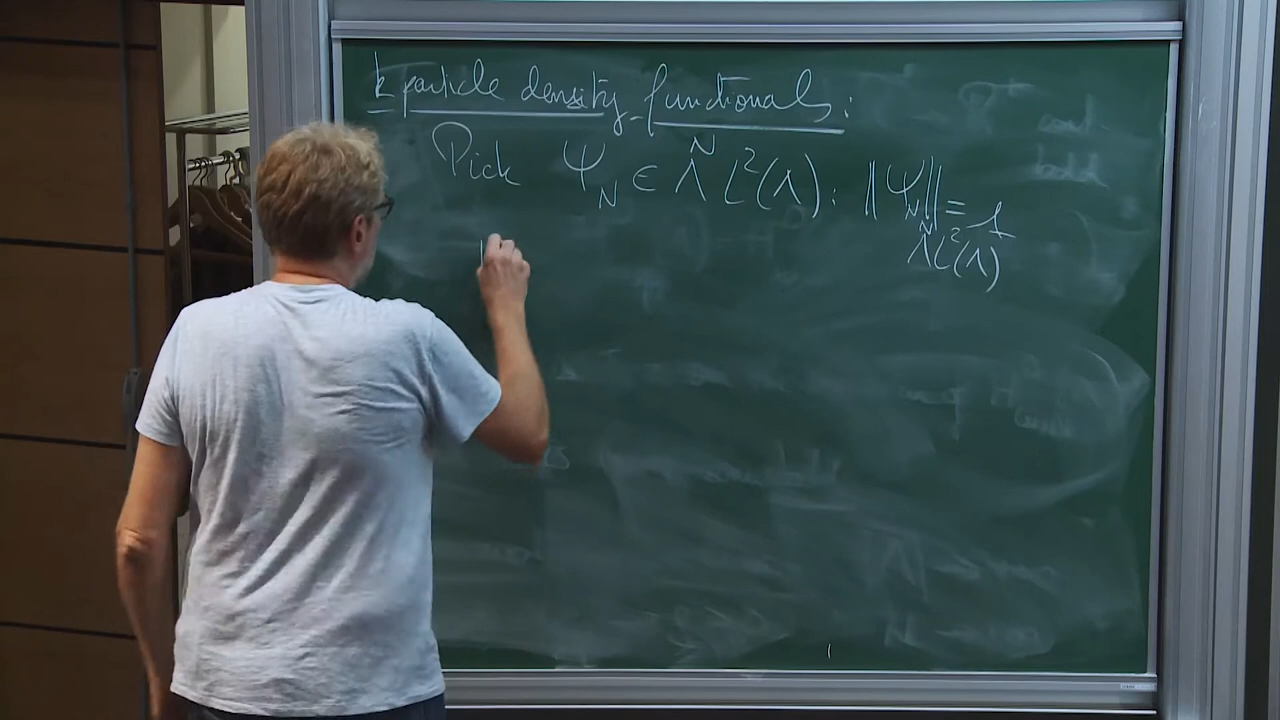 k particle density functionals:
Pick Ψ_N ∈ Λ^N L²(Λ): ‖Ψ_N‖_{Λ^N L²(Λ)} = 1